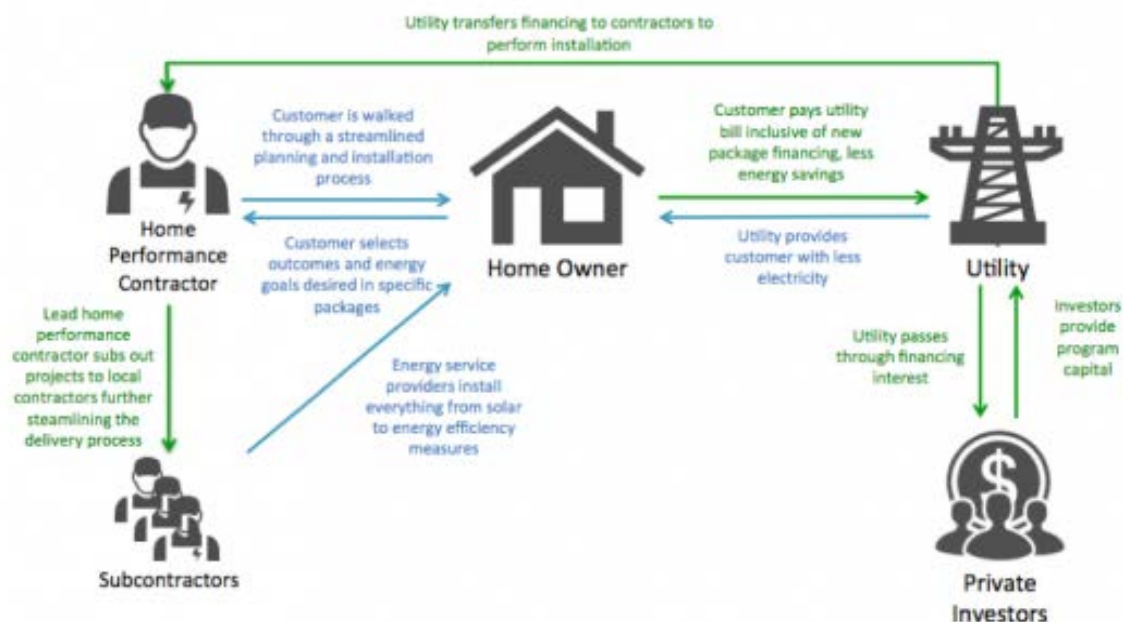 Utility transfers financing to contractors to
perform installation
Customer is walked
through a streamlined
planning and installation
process
Customer pays utility
bill inclusive of new
package financing, less
energy savings
Home
Performance
Contractor
Customer selects
outcomes and energy
goals desired in specific
packages
Home Owner
Utility provides
customer with less
electricity
Utility
Lead home
performance
contractor subs out
projects to local
contractors further
steamlining the
delivery process
Energy service
providers install
everything from solar
to energy efficiency
measures
Utility passes
through financing
interest
Investors
provide
program
capital
$
Subcontractors
Private
Investors